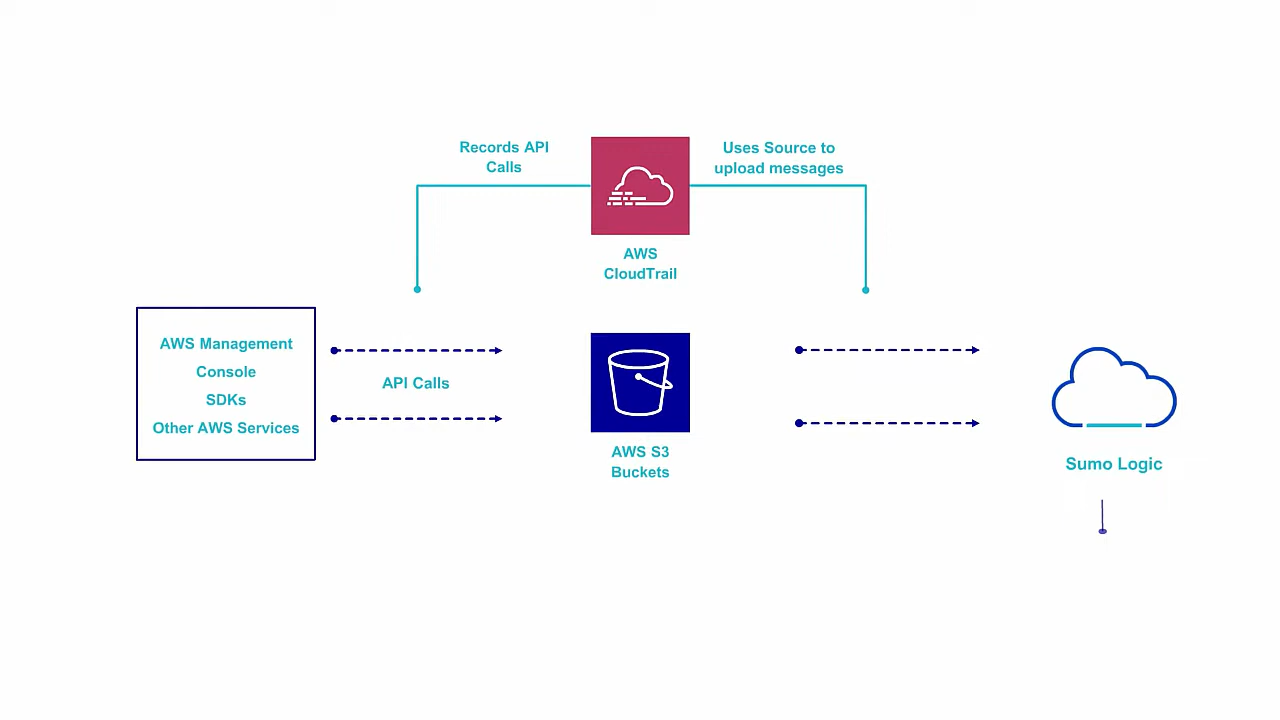 Records API
Calls
Uses Source to
upload messages
AWS
CloudTrail
AWS Management
Console
SDKs
Other AWS Services
API Calls
AWS S3
Buckets
Sumo Logic